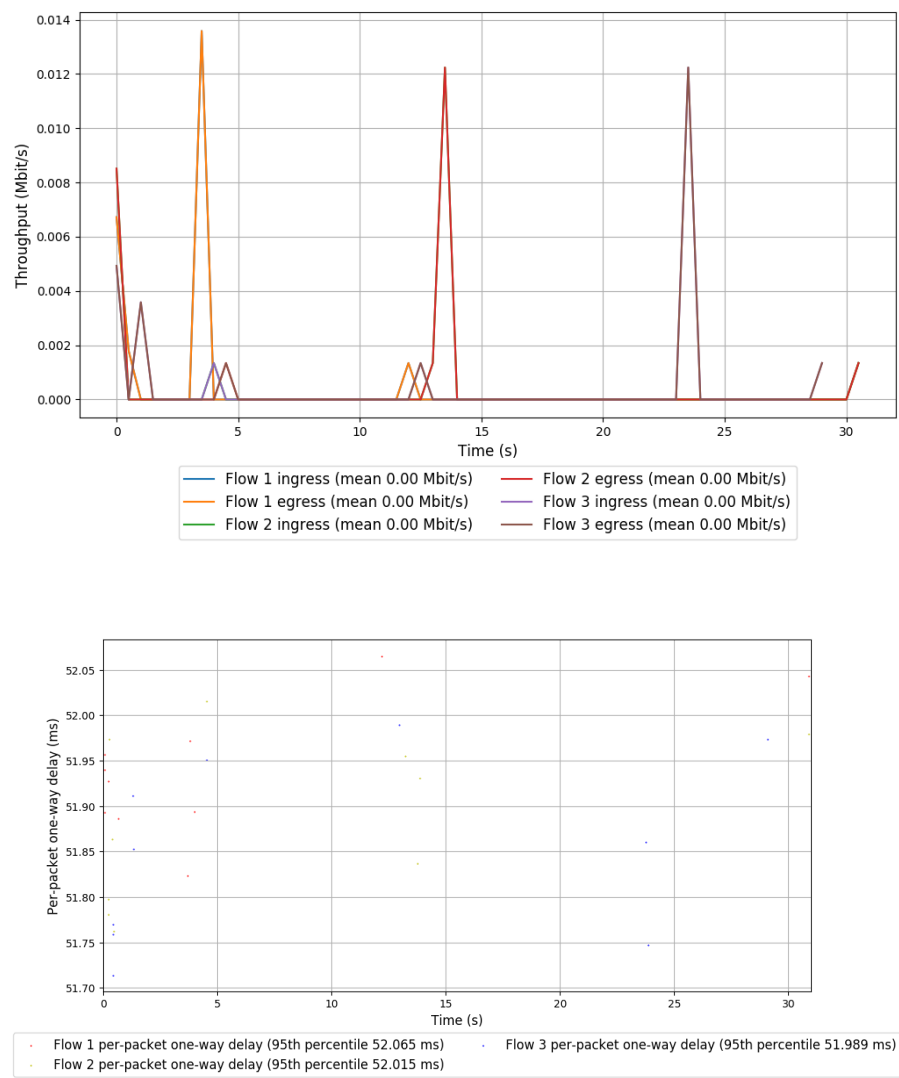 0.014
0.012
0.010
0.008
0.006
0.004
0.002
0.000
Throughput (Mbit/s)
0 5 10 15 20 25 30
Time (s)
Flow 1 ingress (mean 0.00 Mbit/s) Flow 2 egress (mean 0.00 Mbit/s)
Flow 1 egress (mean 0.00 Mbit/s) Flow 3 ingress (mean 0.00 Mbit/s)
Flow 2 ingress (mean 0.00 Mbit/s) Flow 3 egress (mean 0.00 Mbit/s)
52.05
52.00
51.95
51.90
51.85
51.80
51.75
51.70
Per-packet one-way delay (ms)
0 5 10 15 20 25 30
Time (s)
Flow 1 per-packet one-way delay (95th percentile 52.065 ms) Flow 3 per-packet one-way delay (95th percentile 51.989 ms)
Flow 2 per-packet one-way delay (95th percentile 52.015 ms)